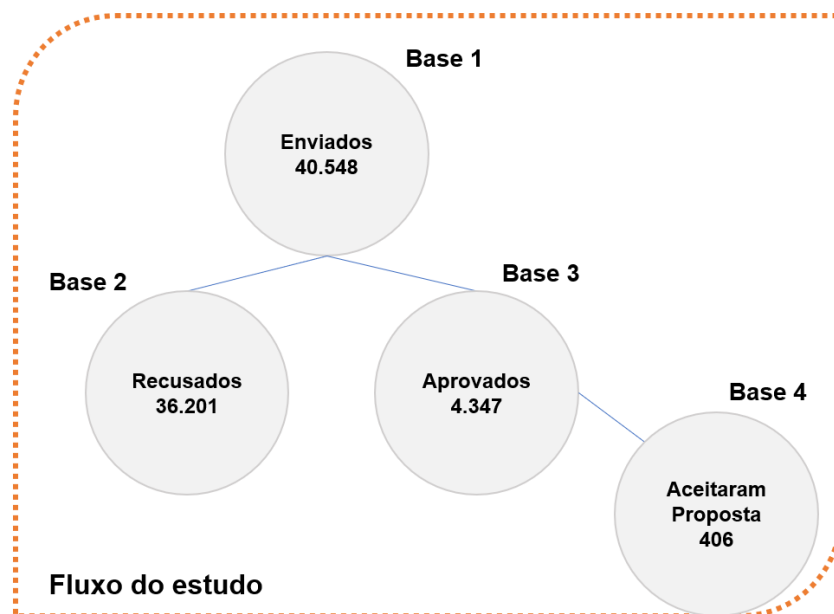 Base 1
Enviados
40.548
Base 2
Base 3
Recusados
36.201
Aprovados
4.347
Base 4
Aceitaram
Proposta
406
Fluxo do estudo